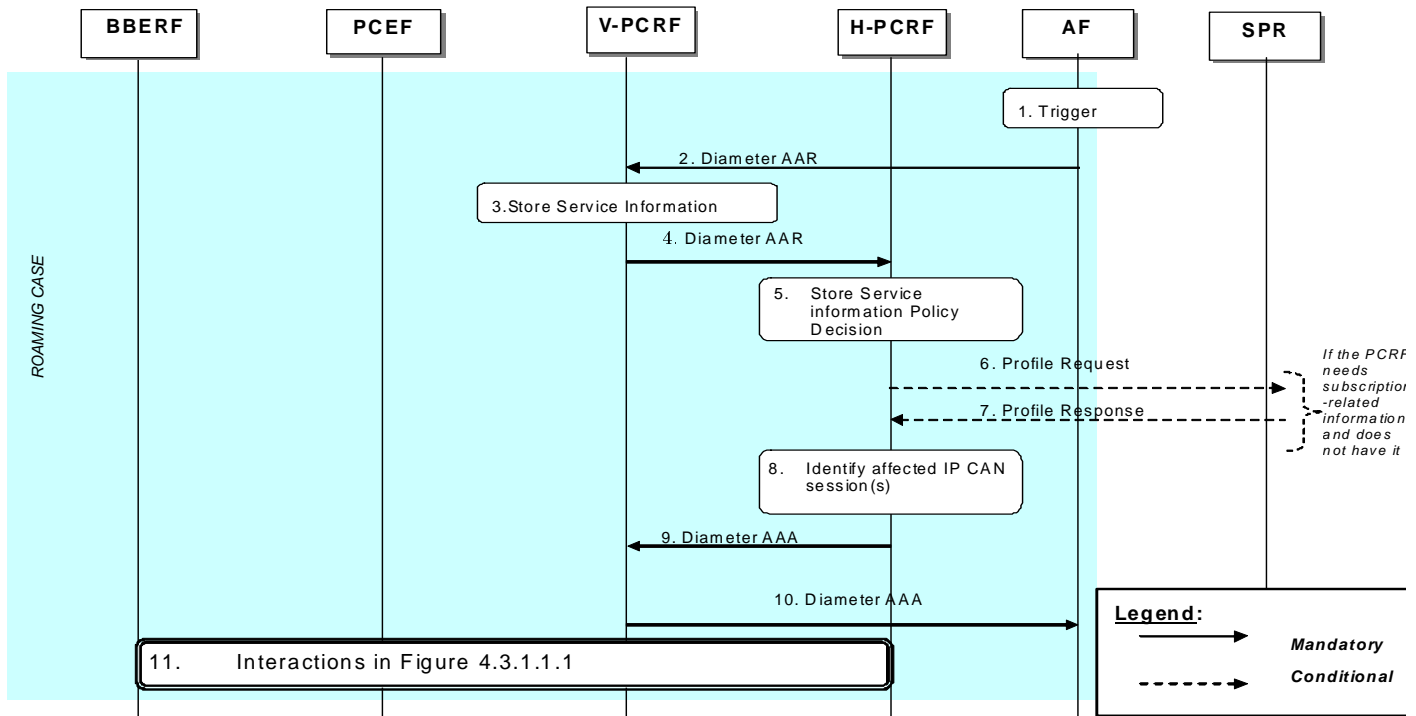 BBERF
PCEF
V-PCRF
H-PCRF
AF
SPR
1. Trigger
2. Diameter AAR
3.Store Service Information
4. Diameter AAR
ROAMING CASE
5. Store Service
information Policy
Decision
6. Profile Request
If the PCRF
needs
subscription
-related
information
and does
not have it
7. Profile Response
8. Identify affected IP CAN
session(s)
9. Diameter AAA
10. Diameter AAA
11. Interactions in Figure 4.3.1.1.1
Legend:
Mandatory
Conditional